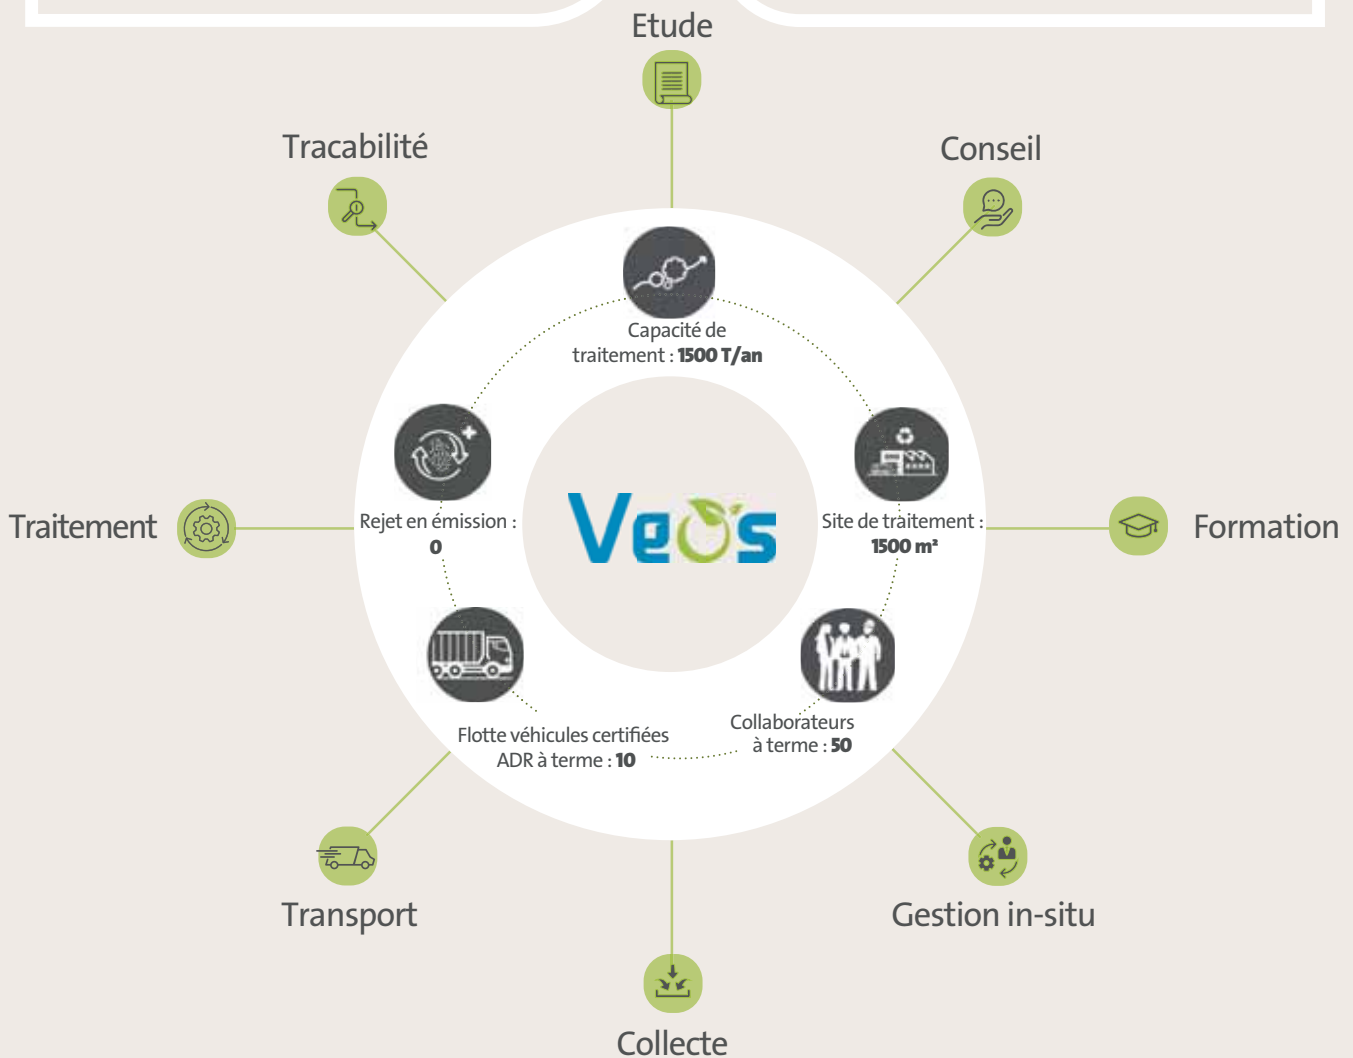 Etude
Tracabilité
Conseil
Capacité de
traitement : 1500 T/an
Rejet en émission :
0
Veos
Site de traitement :
1500 m²
Traitement
Formation
Flotte véhicules certifiées
ADR à terme : 10
Collaborateurs
à terme : 50
Transport
Gestion in-situ
Collecte